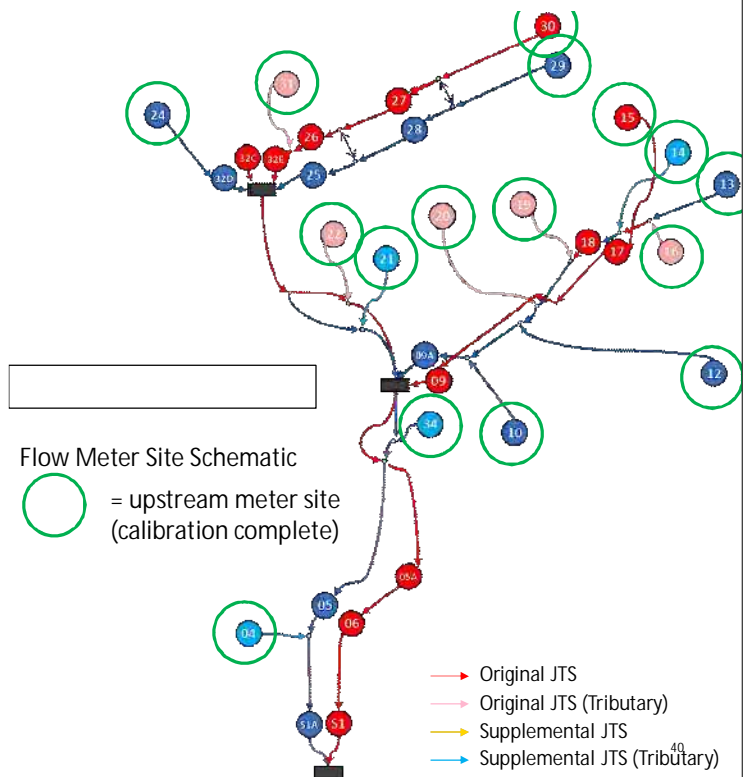 30
29
31
27
24
26
28
15
32C
32E
14
25
32D
13
19
20
22
18
17
16
21
09A
09
12
34
10
Flow Meter Site Schematic
= upstream meter site
(calibration complete)
05A
05
06
04
Original JTS
Original JTS (Tributary)
S1A
S1
Supplemental JTS
40
Supplemental JTS (Tributary)